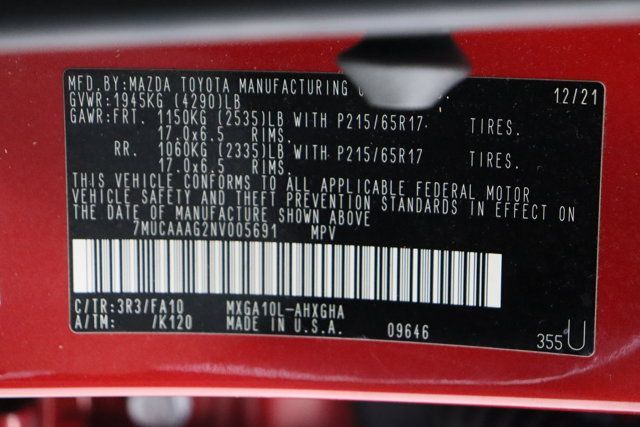 MFD.BY:MAZDA TOYOTA MANUFACTURING
12/21
GVWR:1945KG (4290)LB
GAWR:FRT. 1150KG (2535)LB WITH P215/65R17 TIRES.
17.0x6.5 RIMS.
RR. 1060KG (2335)LB WITH P215/65R17 TIRES.
17.0x6.5 RIMS.
THIS VEHICLE CONFORMS TO ALL APPLICABLE FEDERAL MOTOR
VEHICLE SAFETY AND THEFT PREVENTION STANDARDS IN EFFECT ON
THE DATE OF MANUFACTURE SHOWN ABOVE
7MUCAAAG2NV005691 MPV
C/TR:3R3/FA10 MXGA10L-AHXGHA
A/TM: /K120 MADE IN U.S.A. 09646
355U